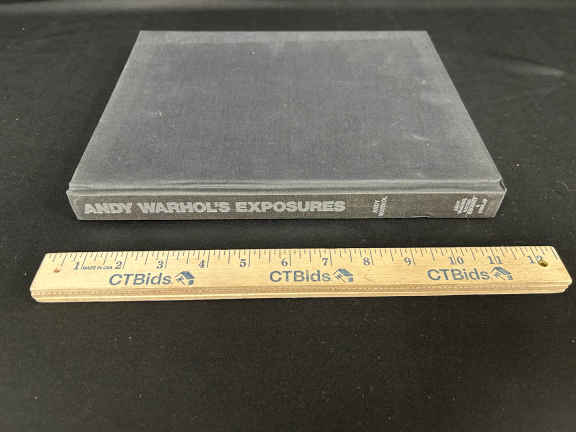 ANDY WARHOL'S EXPOSURES
ANDY
WARHOL
1 MADE IN USA 2 3 4 5 6 7 8 9 10 11 12
CTBids CTBids CTBids